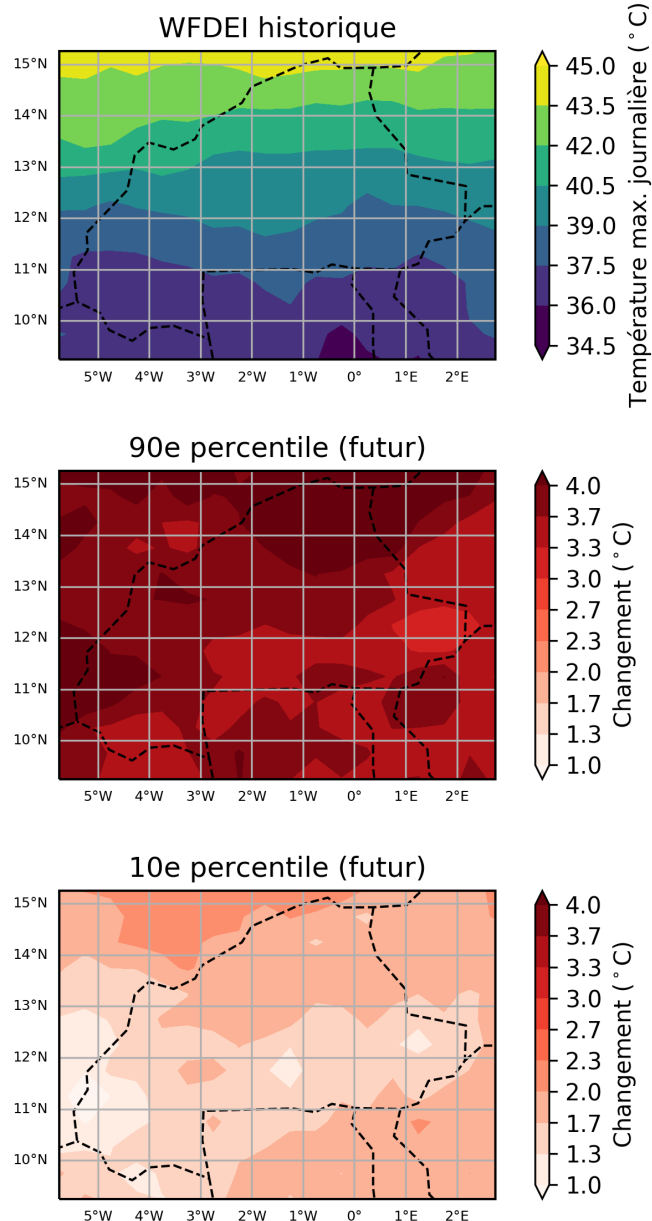 WFDEI historique
15°N
14°N
13°N
12°N
11°N
10°N
5°W 4°W 3°W 2°W 1°W 0° 1°E 2°E
45.0
43.5
42.0
40.5
39.0
37.5
36.0
34.5
Température max. journalière (°C)
90e percentile (futur)
15°N
14°N
13°N
12°N
11°N
10°N
5°W 4°W 3°W 2°W 1°W 0° 1°E 2°E
4.0
3.7
3.3
3.0
2.7
2.3
2.0
1.7
1.3
1.0
Changement (°C)
10e percentile (futur)
15°N
14°N
13°N
12°N
11°N
10°N
5°W 4°W 3°W 2°W 1°W 0° 1°E 2°E
4.0
3.7
3.3
3.0
2.7
2.3
2.0
1.7
1.3
1.0
Changement (°C)